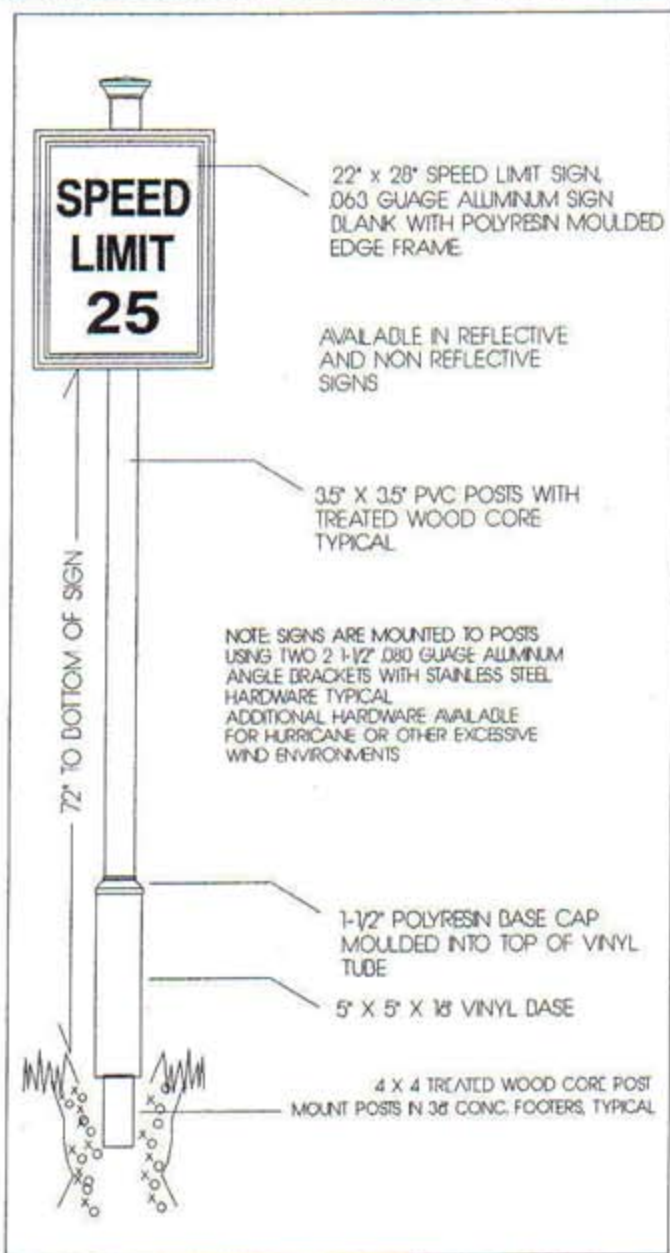 SPEED
LIMIT
25
22" x 28" SPEED LIMIT SIGN,
.063 GUAGE ALUMINUM SIGN
BLANK WITH POLYRESIN MOULDED
EDGE FRAME.
AVAILABLE IN REFLECTIVE
AND NON REFLECTIVE
SIGNS
3.5" X 3.5" PVC POSTS WITH
TREATED WOOD CORE
TYPICAL
72" TO BOTTOM OF SIGN
NOTE: SIGNS ARE MOUNTED TO POSTS
USING TWO 2 1-1/2" .080 GUAGE ALUMINUM
ANGLE BRACKETS WITH STAINLESS STEEL
HARDWARE TYPICAL
ADDITIONAL HARDWARE AVAILABLE
FOR HURRICANE OR OTHER EXCESSIVE
WIND ENVIRONMENTS
1-1/2" POLYRESIN BASE CAP
MOULDED INTO TOP OF VINYL
TUBE
5" X 5" X 18" VINYL BASE
4 X 4 TREATED WOOD CORE POST
MOUNT POSTS IN 36" CONC. FOOTERS, TYPICAL